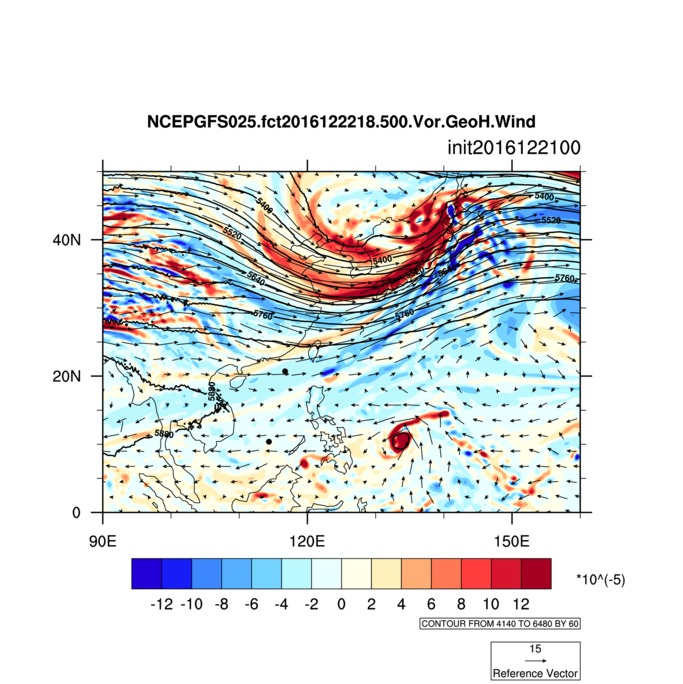 NCEPGFS025.fct2016122218.500.Vor.GeoH.Wind
init2016122100
5400
5400
5520
5520
5400
5640
5760
5760
5760
40N
20N
5880
5880
0
90E 120E 150E
-12 -10 -8 -6 -4 -2 0 2 4 6 8 10 12
*10^(-5)
CONTOUR FROM 4140 TO 6480 BY 60
15
Reference Vector